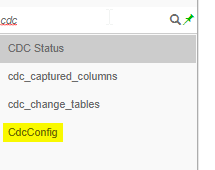 cdc
CDC Status
cdc_captured_columns
cdc_change_tables
CdcConfig